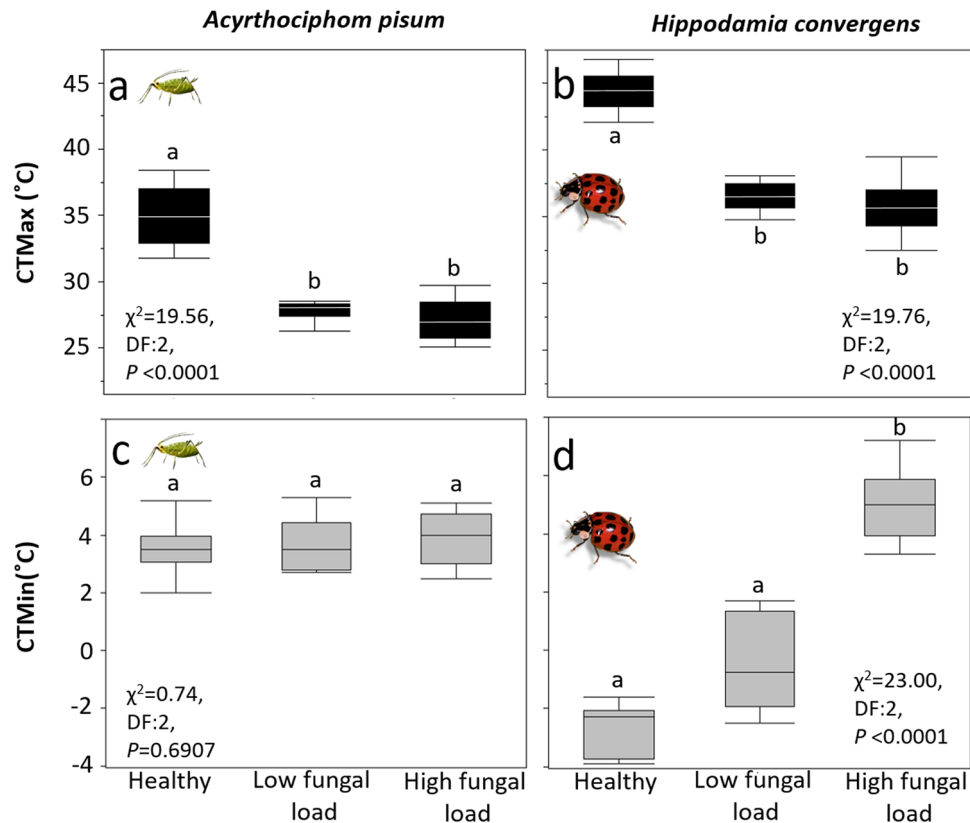 Acyrthociphom pisum
Hippodamia convergens
CTMax (˚C)
45
40
35
30
25
a
a
b
b
χ²=19.56,
DF:2,
P <0.0001
b
a
b
b
χ²=19.76,
DF:2,
P <0.0001
CTMin(˚C)
6
4
2
0
-2
-4
c
a
a
a
χ²=0.74,
DF:2,
P=0.6907
d
a
a
b
χ²=23.00,
DF:2,
P <0.0001
Healthy
Low fungal
load
High fungal
load
Healthy
Low fungal
load
High fungal
load